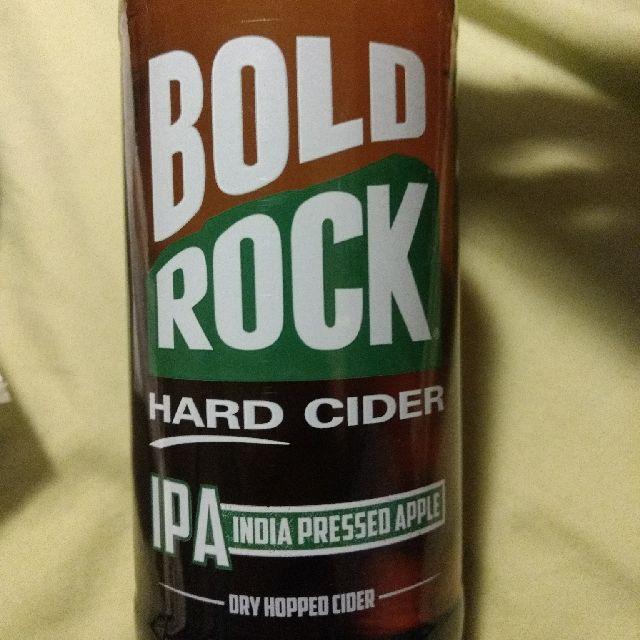 BOLD
ROCK
HARD CIDER
IPA INDIA PRESSED APPLE
DRY HOPPED CIDER